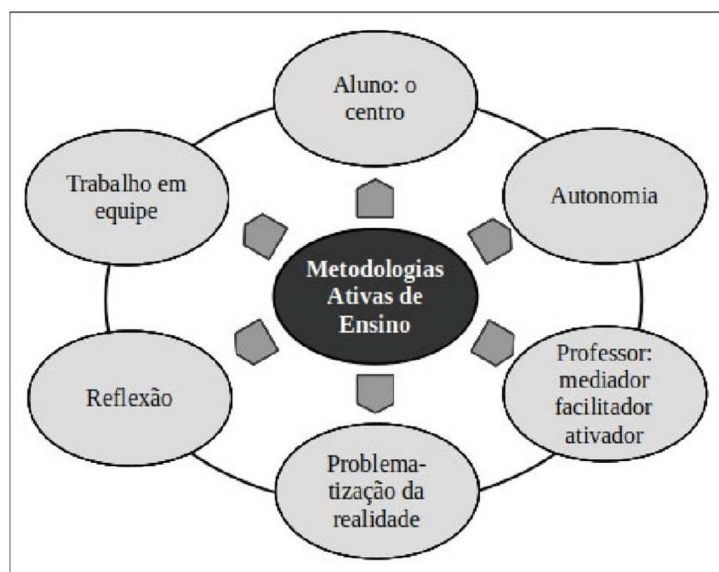 Aluno: o
centro
Autonomia
Professor:
mediador
facilitador
ativador
Problema-
tização da
realidade
Reflexão
Trabalho em
equipe
Metodologias
Ativas de
Ensino